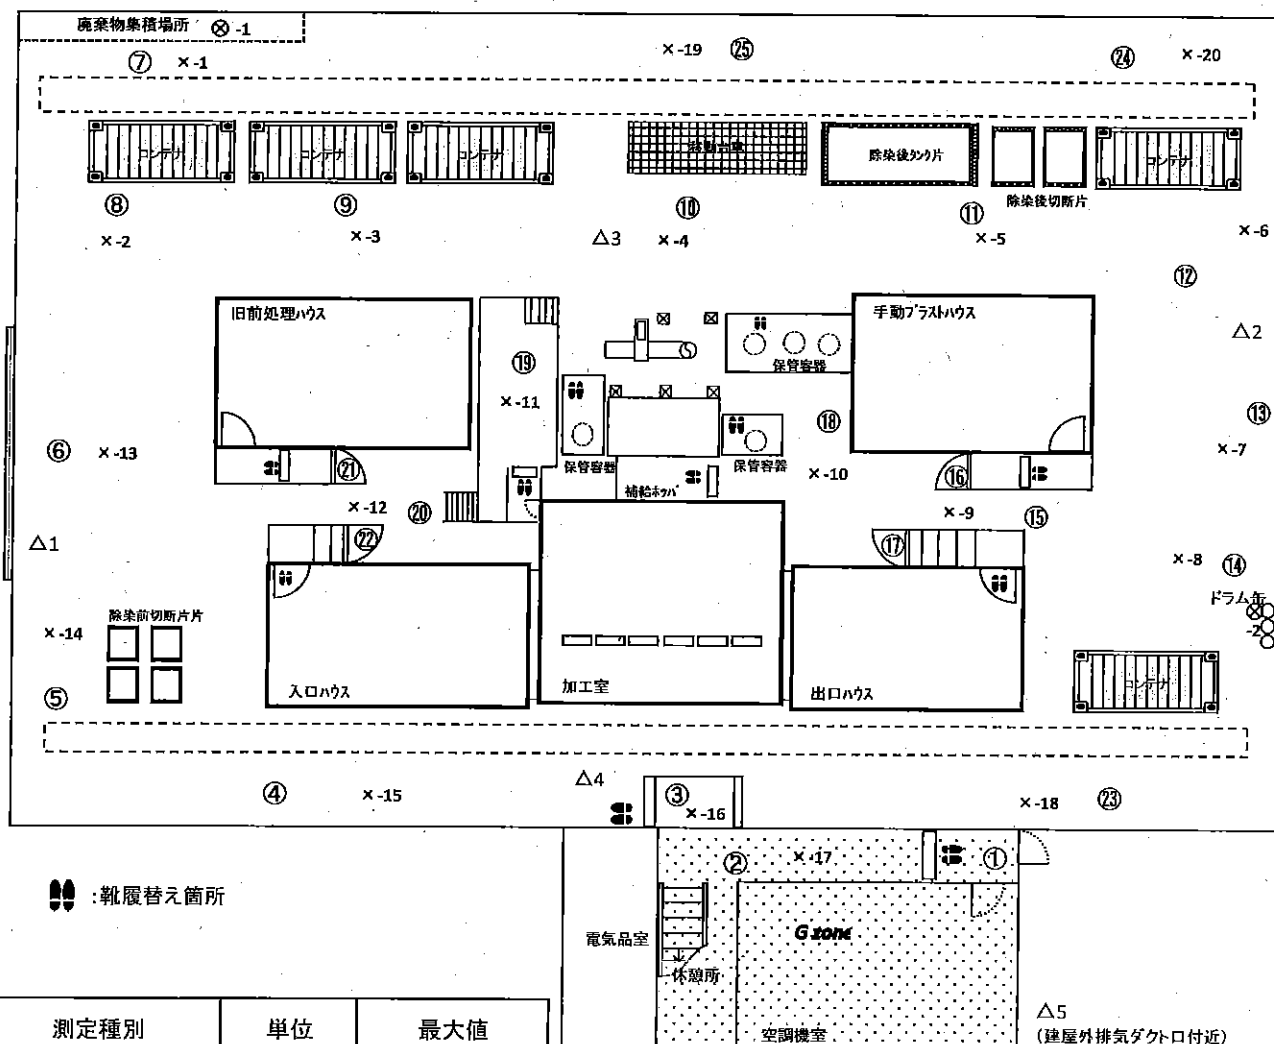 廃棄物集積場所 ⊗ -1
⑦ × -1
× -19 ㉕
㉔ × -20
コンテナ
コンテナ
コンテナ
移動台車
除染後タンク片
コンテナ
除染後切断片
⑧
⑨
⑩
⑪
× -2
× -3
△3
× -4
× -5
× -6
⑫
旧前処理ハウス
手動ブラストハウス
△2
⑲
保管容器
× -11
⑬
⑱
⑥
× -13
× -7
保管容器
保管容器
㉑
× -10
⑯
補給ホッパ
× -12
⑳
× -9
⑮
△1
㉒
⑰
× -8
⑭
ドラム缶
⊗
-2
除染前切断片片
× -14
コンテナ
⑤
入口ハウス
加工室
出口ハウス
④
× -15
△4
③
× -16
× -18 ㉓
②
× -17
①
:靴履替え箇所
電気品室
G zone
休憩所
測定種別 単位 最大値
空調機室
△5
(建屋外排気ダクト口付近)